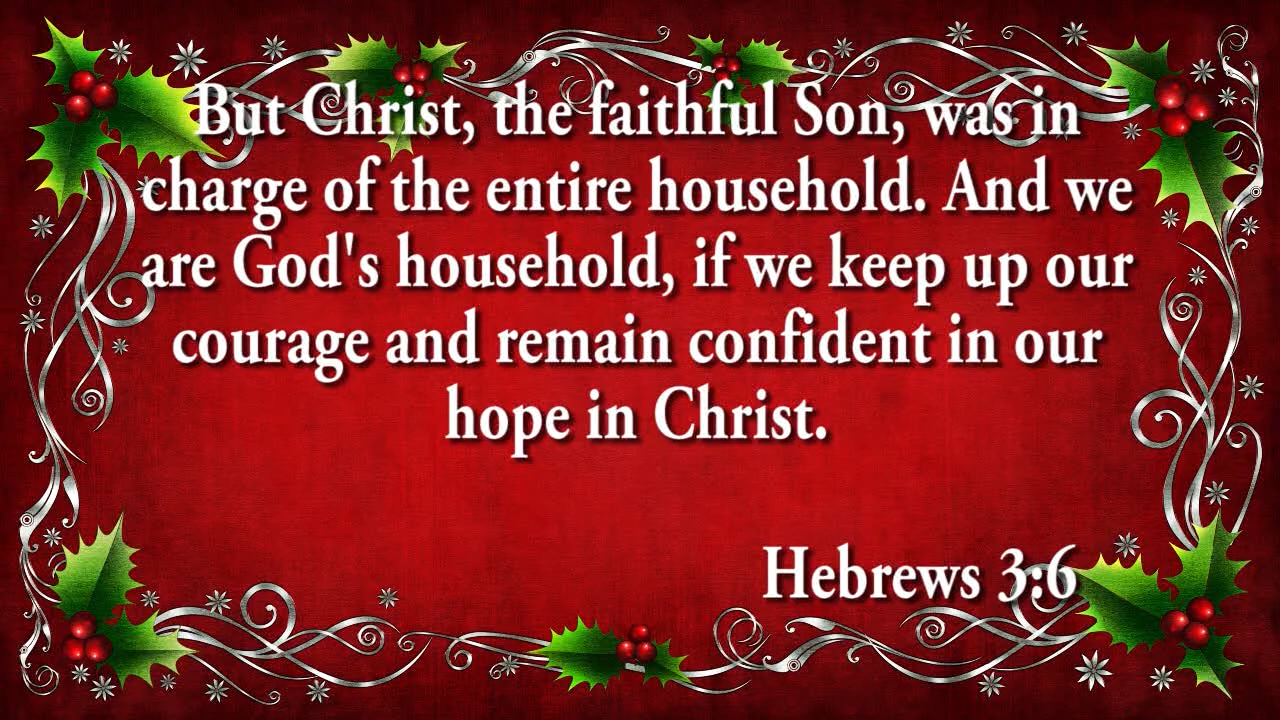 But Christ, the faithful Son, was in
charge of the entire household. And we
are God's household, if we keep up our
courage and remain confident in our
hope in Christ.
Hebrews 3:6